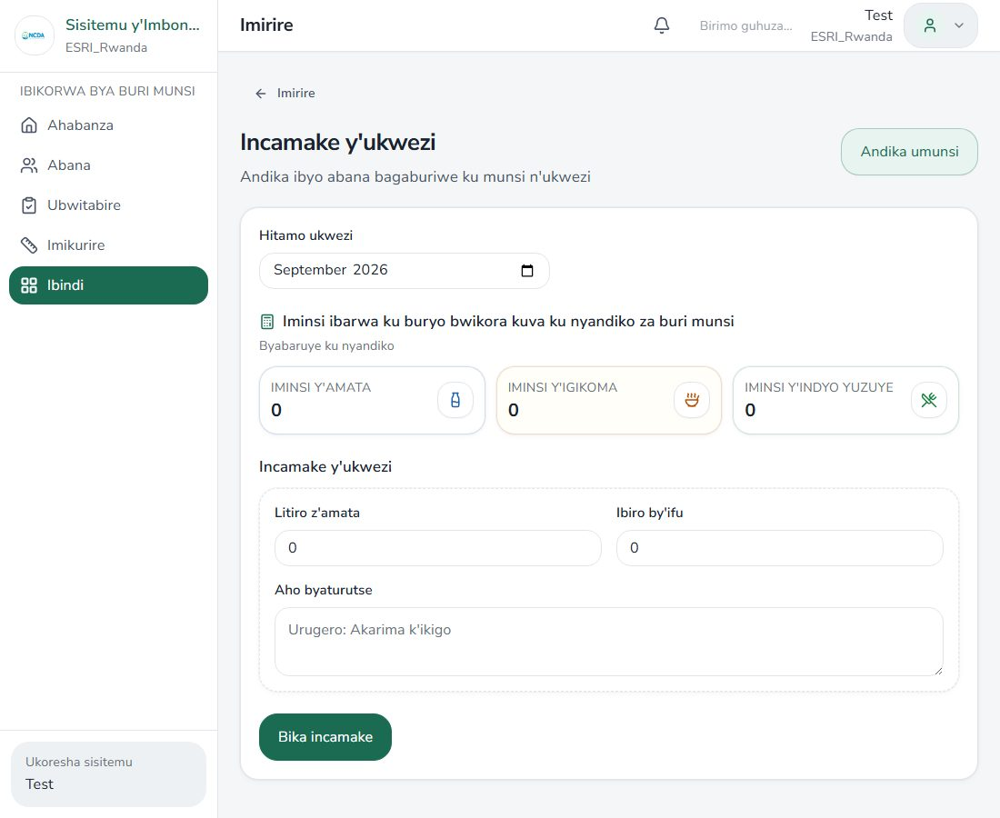 NCDA
Sisitemu y'Imbon...
ESRI_Rwanda
IBIKORWA BYA BURI MUNSI
Ahabanza
Abana
Ubwitabire
Imikurire
Ibindi
Ukoresha sisitemu
Test
Imirire
Birimo guhuza...
Test
ESRI_Rwanda
Imirire
Incamake y'ukwezi
Andika ibyo abana bagaburiwe ku munsi n'ukwezi
Andika umunsi
Hitamo ukwezi
September 2026
Iminsi ibarwa ku buryo bwikora kuva ku nyandiko za buri munsi
Byabaruye ku nyandiko
IMINSI Y'AMATA
0
IMINSI Y'IGIKOMA
0
IMINSI Y'INDYO YUZUYE
0
Incamake y'ukwezi
Litiro z'amata
0
Ibiro by'ifu
0
Aho byaturutse
Urugero: Akarima k'ikigo
Bika incamake